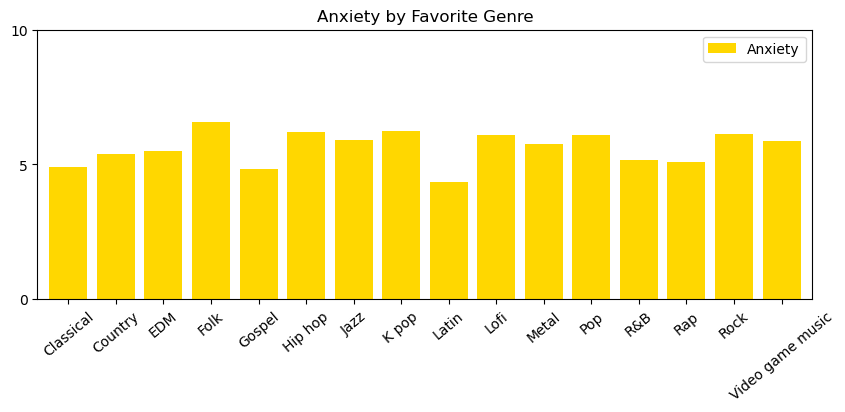 Anxiety by Favorite Genre
10
Anxiety
5
0
Classical
Country
EDM
Folk
Gospel
Hip hop
Jazz
K pop
Latin
Lofi
Metal
Pop
R&B
Rap
Rock
Video game music